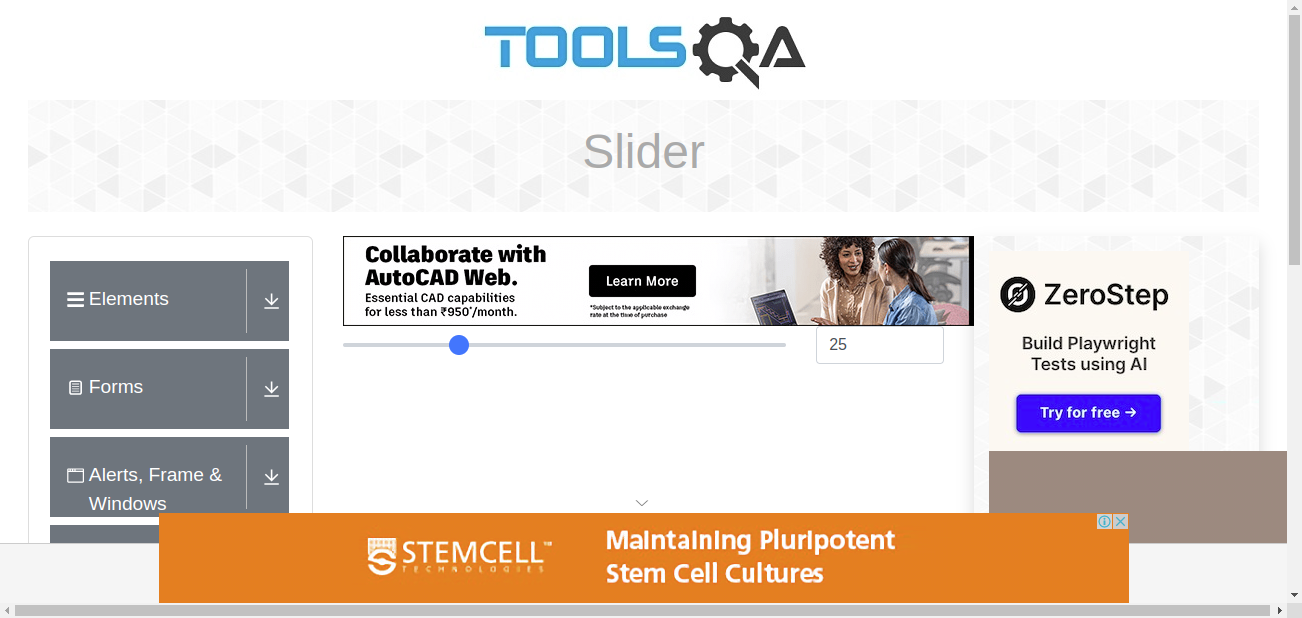 TOOLSQA
Slider
Elements
Forms
Alerts, Frame &
Windows
Collaborate with
AutoCAD Web.
Essential CAD capabilities
for less than ₹950*/month.
Learn More
*Subject to the applicable exchange
rate at the time of purchase
25
ZeroStep
Build Playwright
Tests using AI
Try for free →
STEMCELL™
TECHNOLOGIES
Maintaining Pluripotent
Stem Cell Cultures